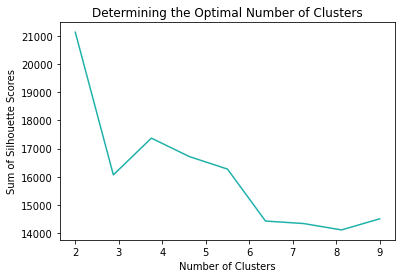 Determining the Optimal Number of Clusters
21000
20000
19000
18000
17000
16000
15000
14000
Sum of Silhouette Scores
2 3 4 5 6 7 8 9
Number of Clusters